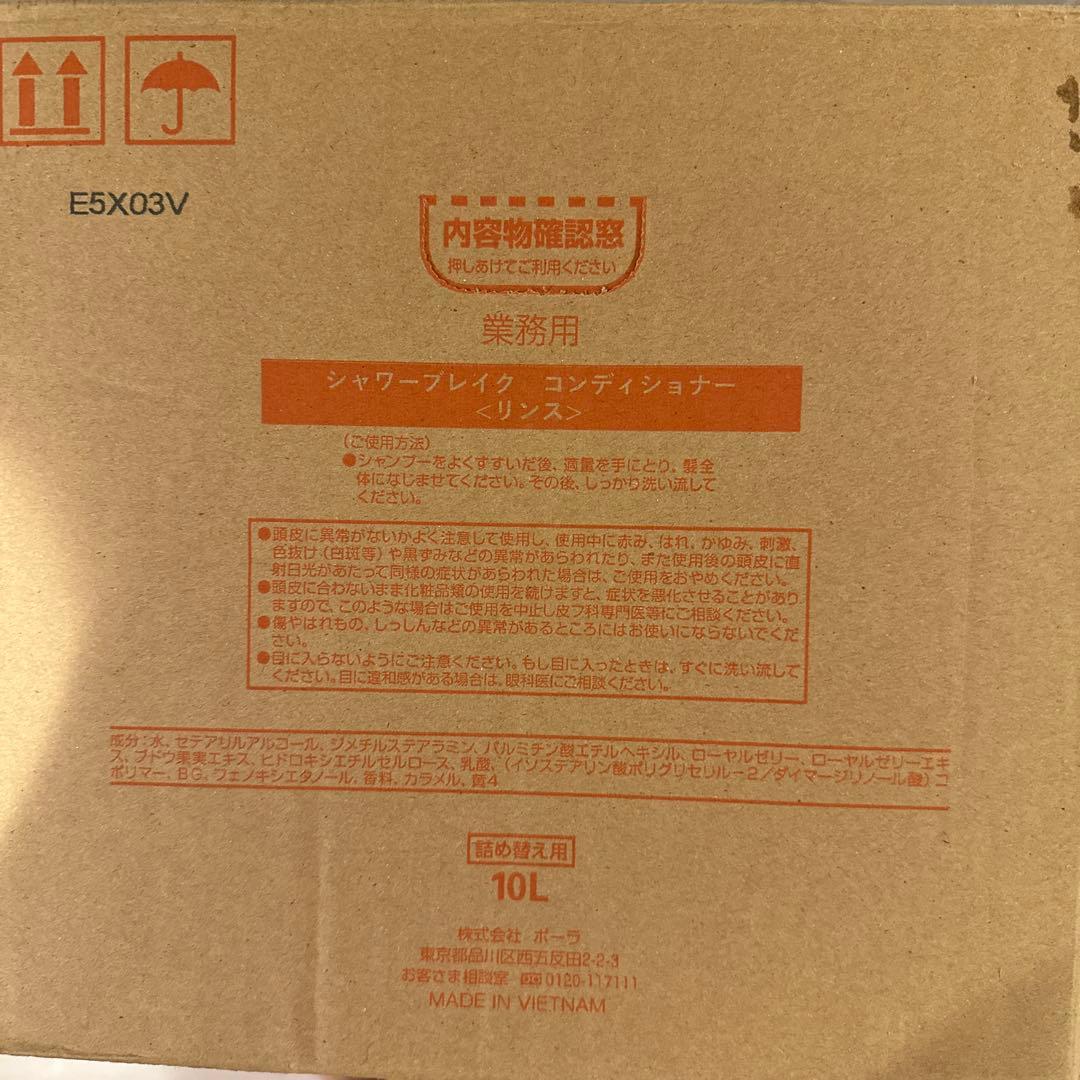 E5X03V
内容物確認窓
押しあけてご利用ください
業務用
シャワーブレイク コンディショナー
<リンス>
(ご使用方法)
●シャンプーをよくすすいだ後、適量を手にとり、髪全
体になじませてください。その後、しっかり洗い流して
ください。
●頭皮に異常がないかよく注意して使用し、使用中に赤み、はれ、かゆみ、刺激、
色抜け(白斑等)や黒ずみなどの異常があらわれたり、また使用後の頭皮に直
射日光があたって同様の症状があらわれた場合は、ご使用をおやめください。
●頭皮に合わないまま化粧品類の使用を続けますと、症状を悪化させることがあり
ますので、このような場合はご使用を中止し皮フ科専門医等にご相談ください。
●傷やはれもの、しっしんなどの異常があるところにはお使いにならないでくだ
さい。
●目に入らないようにご注意ください。もし目に入ったときは、すぐに洗い流して
ください。目に違和感がある場合は、眼科医にご相談ください。
成分:水、セテアリルアルコール、ジメチルステアラミン、パルミチン酸エチルヘキシル、ローヤルゼリー、ローヤルゼリーエキ
ス、ブドウ果実エキス、ヒドロキシエチルセルロース、乳酸、(イソステアリン酸ポリグリセリル-2/ダイマージリノール酸)コ
ポリマー、BG、フェノキシエタノール、香料、カラメル、黄4
詰め替え用
10L
株式会社 ポーラ
東京都品川区西五反田2-2-3
お客さま相談室 0120-117111
MADE IN VIETNAM